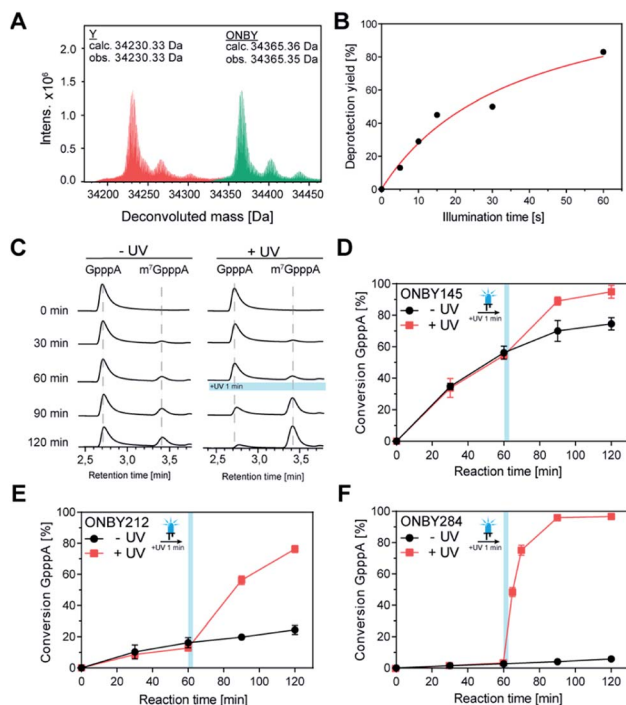 A
Y
calc. 34230.33 Da
obs. 34230.33 Da
ONBY
calc. 34365.36 Da
obs. 34365.35 Da
Intens. x10⁶
2.0
1.5
1.0
0.5
0.0
34200 34250 34300 34350 34400 34450
Deconvoluted mass [Da]
B
Deprotection yield [%]
100
80
60
40
20
0
0 20 40 60
Illumination time [s]
C
- UV + UV
GpppA m⁷GpppA GpppA m⁷GpppA
0 min
30 min
60 min
+UV 1 min
90 min
120 min
2,5 3,0 3,5 2,5 3,0 3,5
Retention time [min] Retention time [min]
D
ONBY145
- UV
+ UV
+UV 1 min
Conversion GpppA [%]
100
80
60
40
20
0
0 20 40 60 80 100 120
Reaction time [min]
E
ONBY212
- UV
+ UV
+UV 1 min
Conversion GpppA [%]
100
80
60
40
20
0
0 20 40 60 80 100 120
Reaction time [min]
F
ONBY284
- UV
+ UV
+UV 1 min
Conversion GpppA [%]
100
80
60
40
20
0
0 20 40 60 80 100 120
Reaction time [min]